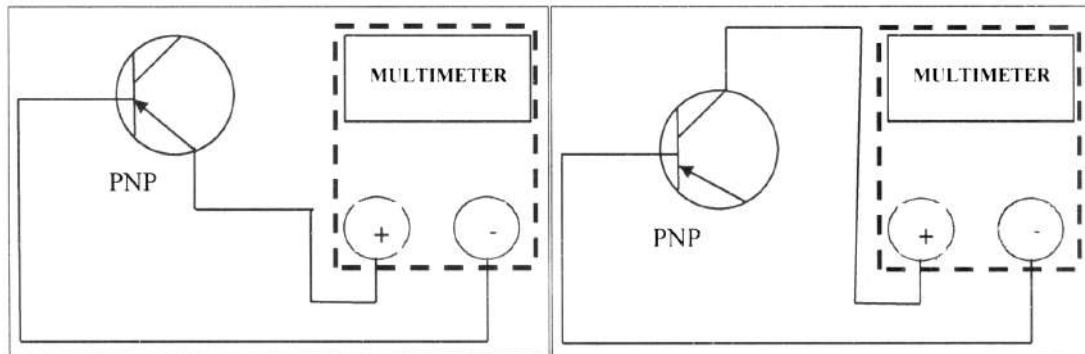 MULTIMETER
PNP
+
-
MULTIMETER
PNP
+
-